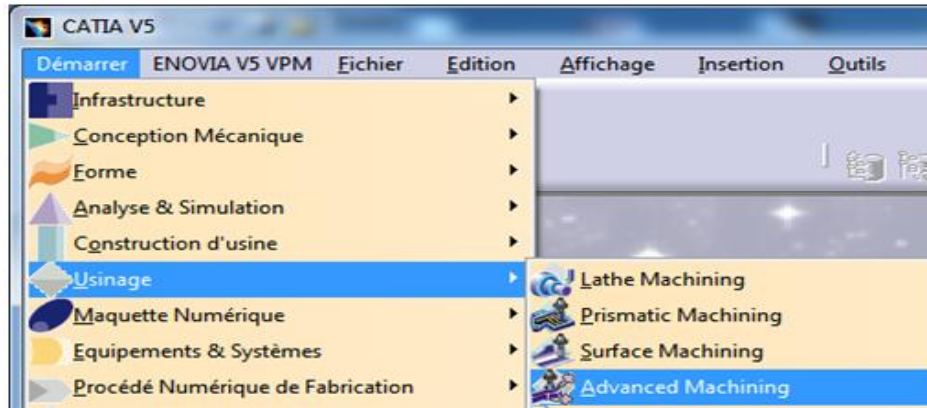 CATIA V5
Démarrer ENOVIA V5 VPM Fichier Edition Affichage Insertion Outils
Infrastructure
Conception Mécanique
Forme
Analyse & Simulation
Construction d'usine
Usinage
Lathe Machining
Maquette Numérique
Prismatic Machining
Equipements & Systèmes
Surface Machining
Procédé Numérique de Fabrication
Advanced Machining